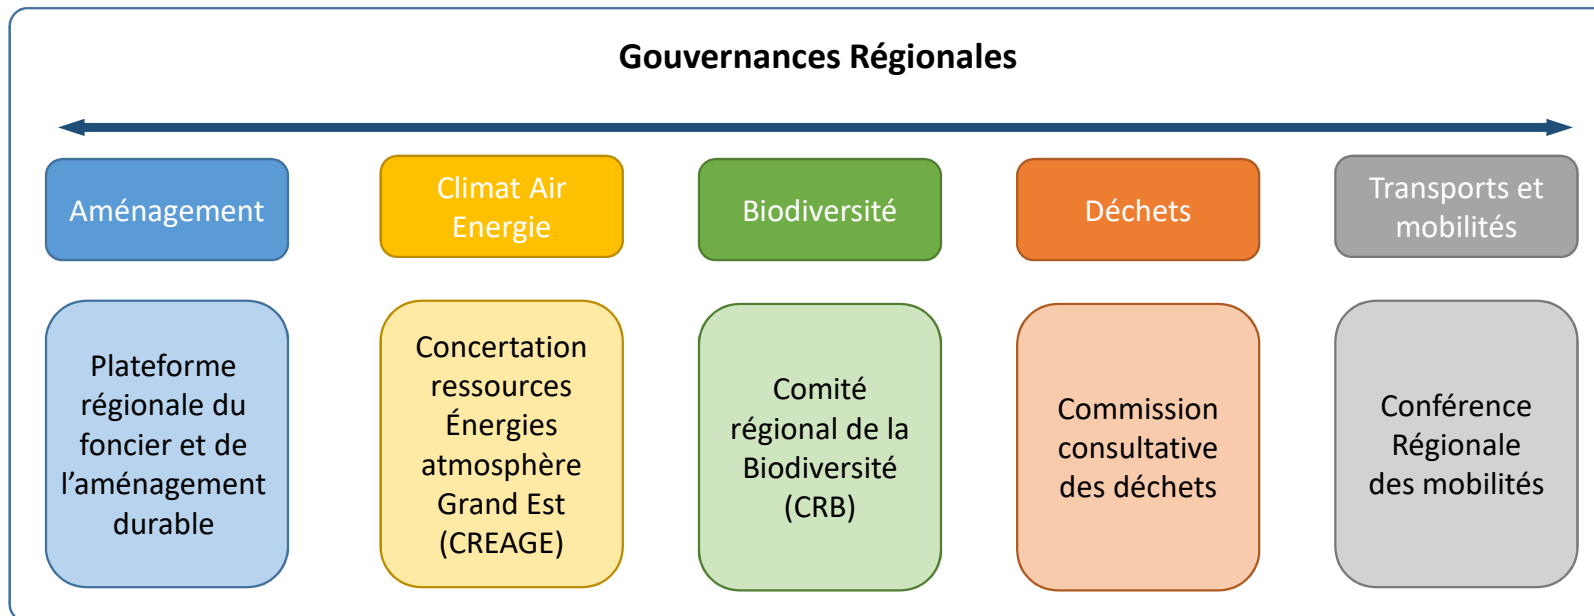 Gouvernances Régionales
Aménagement
Climat Air
Energie
Biodiversité
Déchets
Transports et
mobilités
Plateforme
régionale du
foncier et de
l’aménagement
durable
Concertation
ressources
Énergies
atmosphère
Grand Est
(CREAGE)
Comité
régional de la
Biodiversité
(CRB)
Commission
consultative
des déchets
Conférence
Régionale
des mobilités